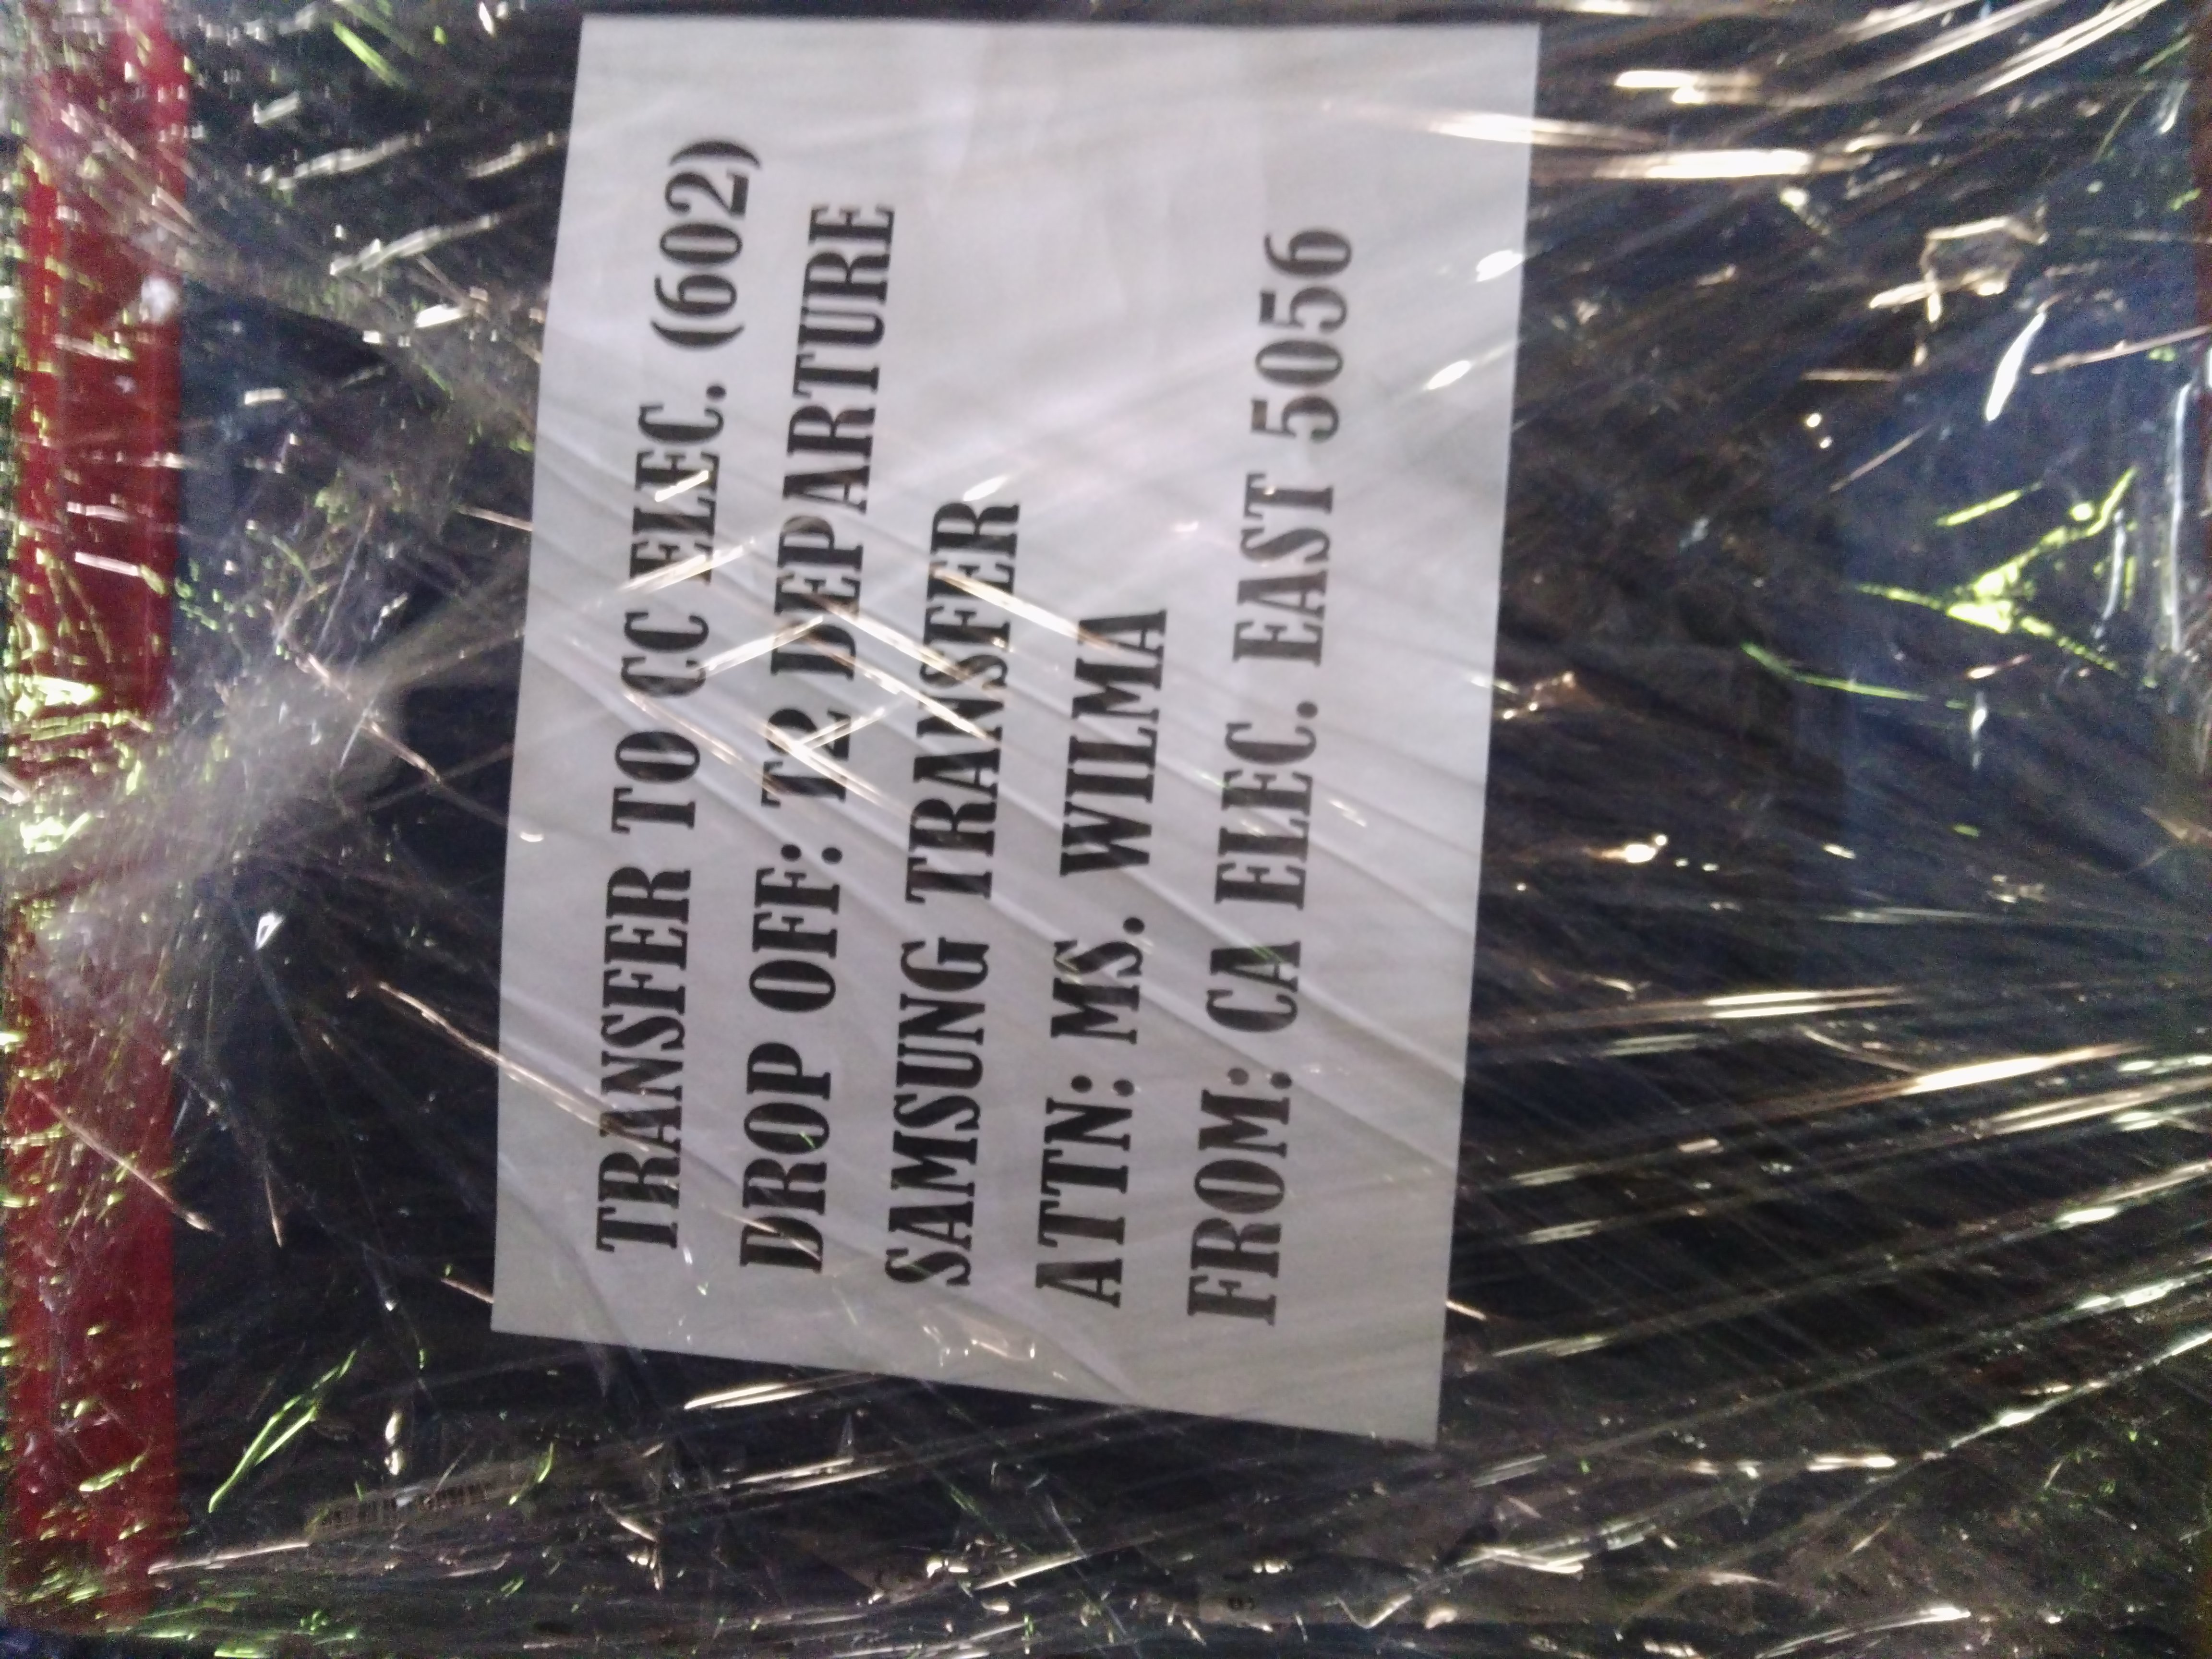 TRANSFER TO CC ELEC. (602)
DROP OFF: T2 DEPARTURE
SAMSUNG TRANSFER
ATTN: MS. WILMA
FROM: CA ELEC. EAST 5056